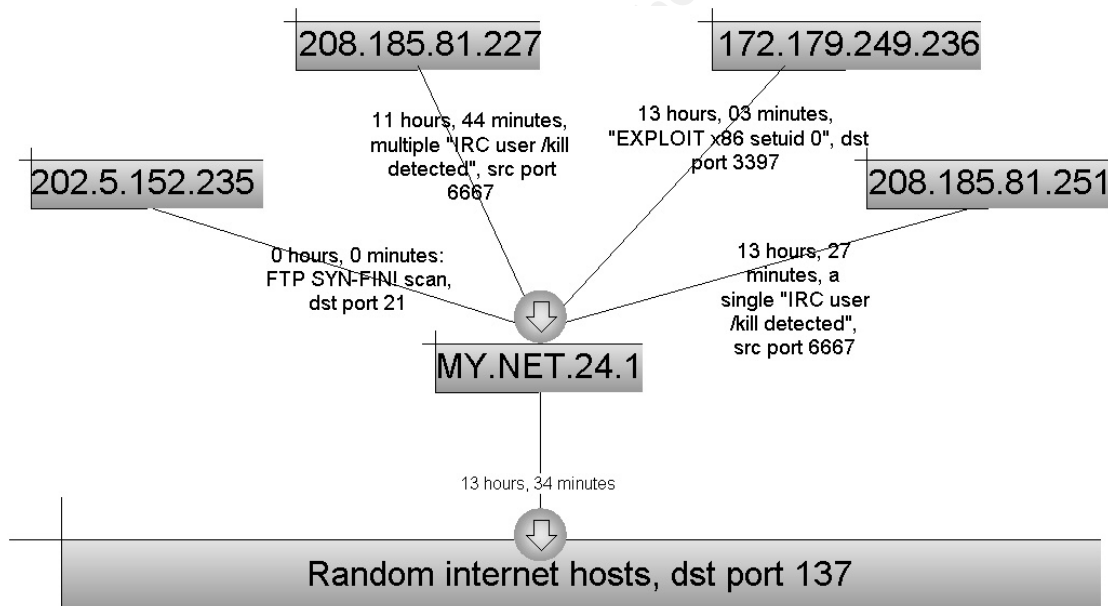 208.185.81.227
172.179.249.236
11 hours, 44 minutes,
multiple "IRC user /kill
detected", src port
6667
13 hours, 03 minutes,
"EXPLOIT x86 setuid 0", dst
port 3397
202.5.152.235
208.185.81.251
0 hours, 0 minutes:
FTP SYN-FIN! scan,
dst port 21
13 hours, 27
minutes, a
single "IRC user
/kill detected",
src port 6667
MY.NET.24.1
13 hours, 34 minutes
Random internet hosts, dst port 137